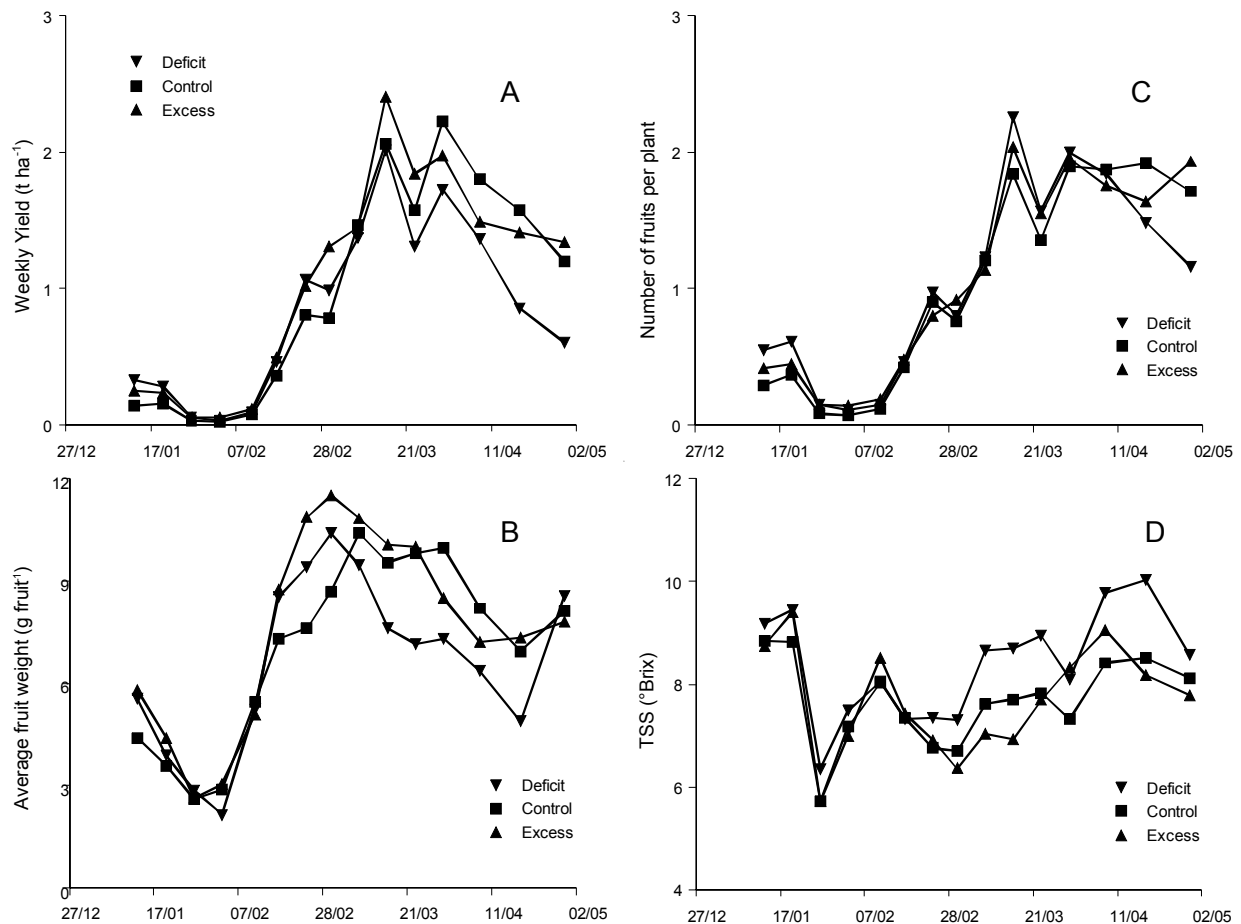 3
2
1
0
Weekly Yield (t ha-1)
Deficit
Control
Excess
A
27/12 17/01 07/02 28/02 21/03 11/04 02/05
3
2
1
0
Number of fruits per plant
C
Deficit
Control
Excess
27/12 17/01 07/02 28/02 21/03 11/04 02/05
12
9
6
3
0
Average fruit weight (g fruit-1)
B
Deficit
Control
Excess
27/12 17/01 07/02 28/02 21/03 11/04 02/05
12
10
8
6
4
TSS (°Brix)
D
Deficit
Control
Excess
27/12 17/01 07/02 28/02 21/03 11/04 02/05